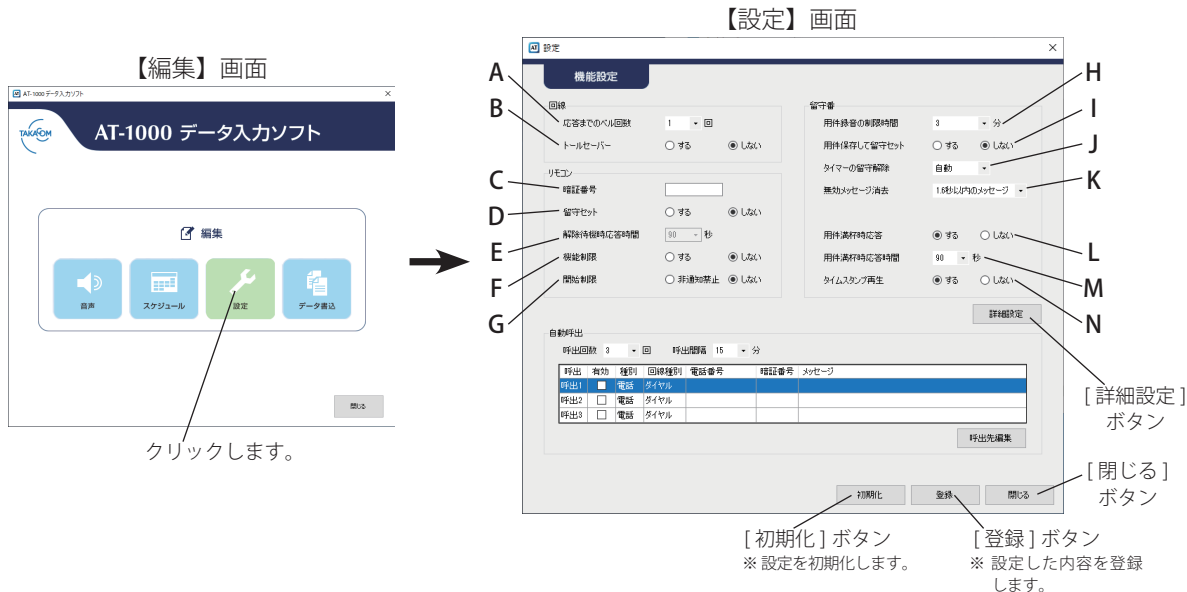 【編集】画面
AT-1000 データ入力ソフト
×
TAKACOM
AT-1000 データ入力ソフト
編集
音声
スケジュール
設定
データ書込
閉じる
クリックします。
【設定】画面
設定
×
機能設定
A
B
C
D
E
F
G
回線
応答までのベル回数 1 回
トールセーバー する しない
リモコン
暗証番号
留守セット する しない
解除待機時応答時間 90 秒
機能制限 する しない
開始制限 非通知禁止 しない
留守番
用件録音の制限時間 3 分
用件保存して留守セット する しない
タイマーの留守解除 自動
無効メッセージ消去 1.6秒以内のメッセージ
用件満杯時応答 する しない
用件満杯時応答時間 90 秒
タイムスタンプ再生 する しない
H
I
J
K
L
M
N
詳細設定
自動呼出
呼出回数 3 回 呼出間隔 15 分
呼出 有効 種別 回線種別 電話番号 暗証番号 メッセージ
呼出1 電話 ダイヤル
呼出2 電話 ダイヤル
呼出3 電話 ダイヤル
呼出先編集
初期化 登録 閉じる
[ 詳細設定 ]
ボタン
[ 閉じる ]
ボタン
[ 初期化 ] ボタン
※ 設定を初期化します。
[ 登録 ] ボタン
※ 設定した内容を登録
します。